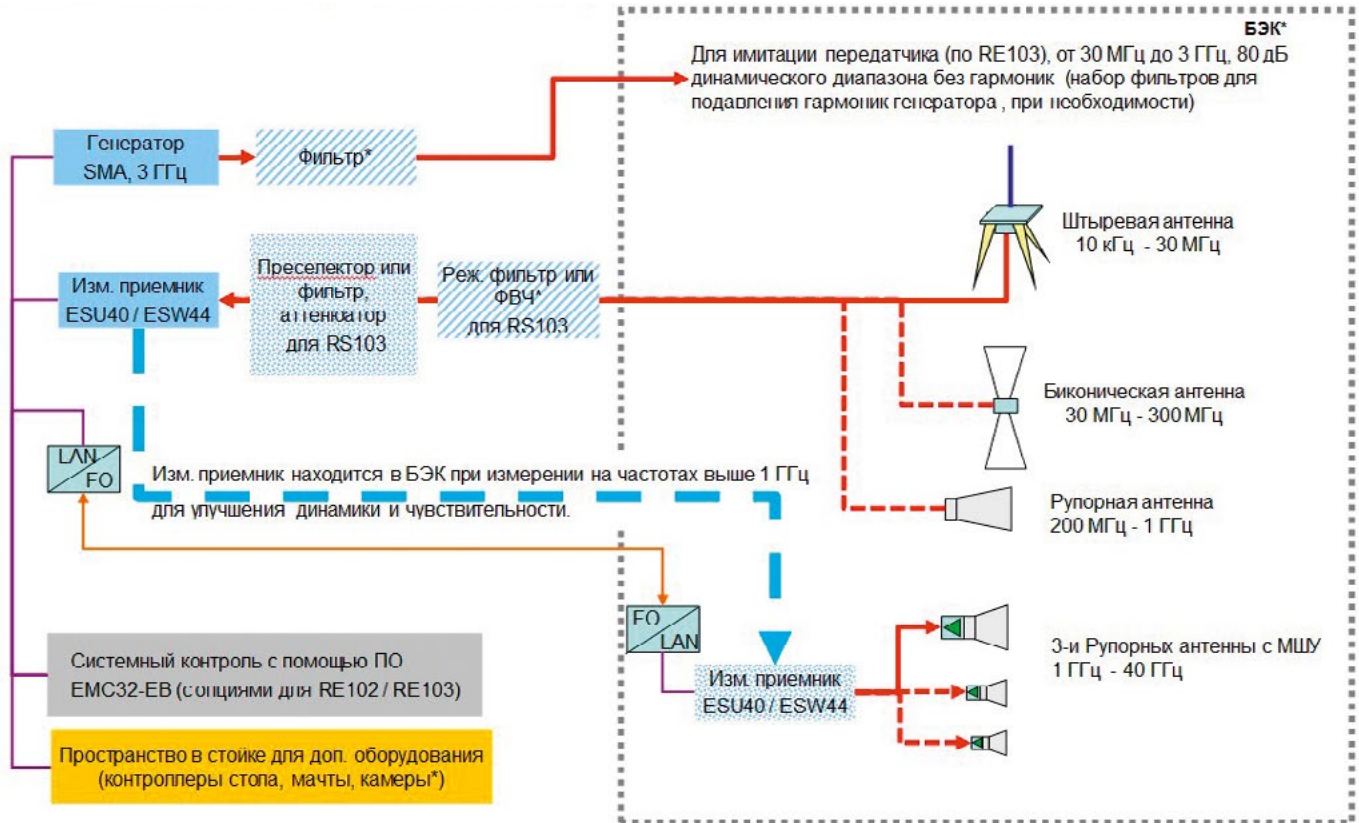 БЭК*
Для имитации передатчика (по RE103), от 30 МГц до 3 ГГц, 80 дБ
динамического диапазона без гармоник (набор фильтров для
подавления гармоник генератора , при необходимости)
Генератор
SMA, 3 ГГц
Фильтр*
Штыревая антенна
10 кГц - 30 МГц
Изм. приемник
ESU40 / ESW44
Преселектор или
фильтр,
аттенюатор
для RS103
Реж. фильтр или
ФВЧ*
для RS103
Биконическая антенна
30 МГц - 300 МГц
LAN
FO
Изм. приемник находится в БЭК при измерении на частотах выше 1 ГГц
для улучшения динамики и чувствительности.
Рупорная антенна
200 МГц - 1 ГГц
FO
LAN
Изм. приемник
ESU40 / ESW44
3-и Рупорных антенны с МШУ
1 ГГц - 40 ГГц
Системный контроль с помощью ПО
EMC32-EB (с опциями для RE102 / RE103)
Пространство в стойке для доп. оборудования
(контроллеры стола, мачты, камеры*)